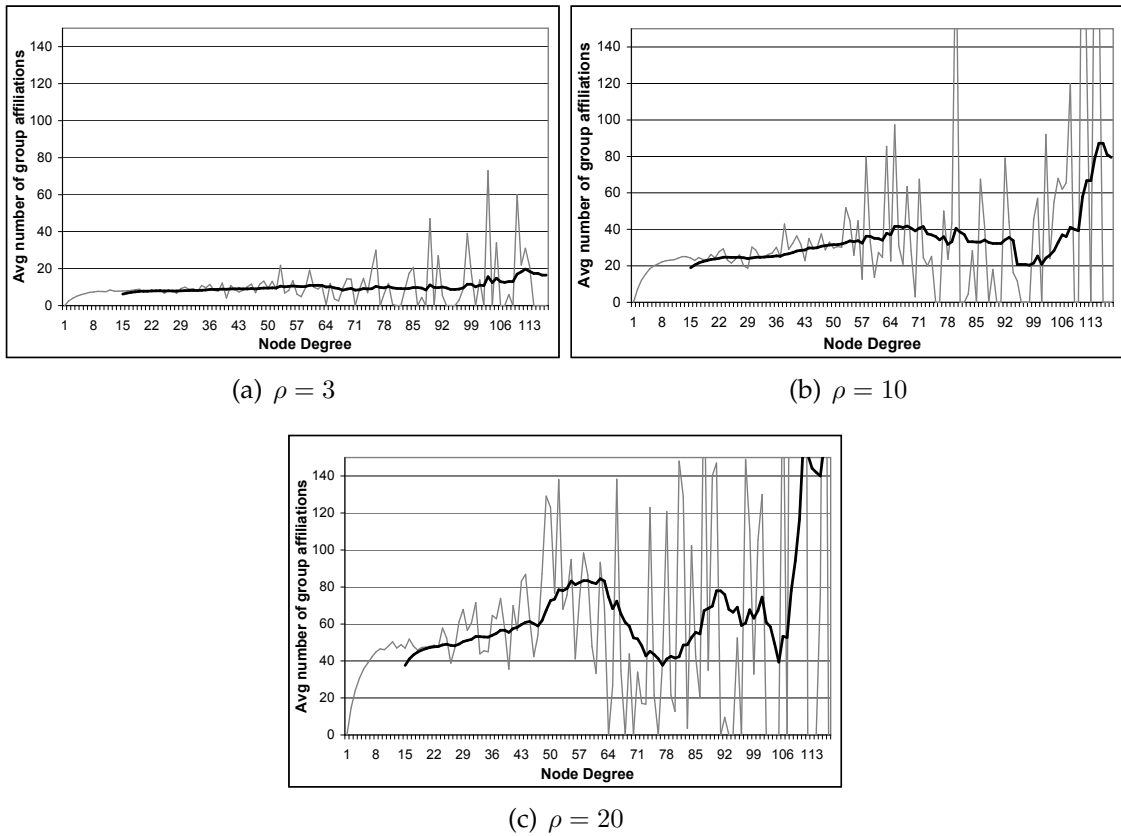 Avg number of group affiliations
140
120
100
80
60
40
20
0
1 8 15 22 29 36 43 50 57 64 71 78 85 92 99 106 113
Node Degree
(a) ρ = 3
Avg number of group affiliations
140
120
100
80
60
40
20
0
1 8 15 22 29 36 43 50 57 64 71 78 85 92 99 106 113
Node Degree
(b) ρ = 10
Avg number of group affiliations
140
120
100
80
60
40
20
0
1 8 15 22 29 36 43 50 57 64 71 78 85 92 99 106 113
Node Degree
(c) ρ = 20